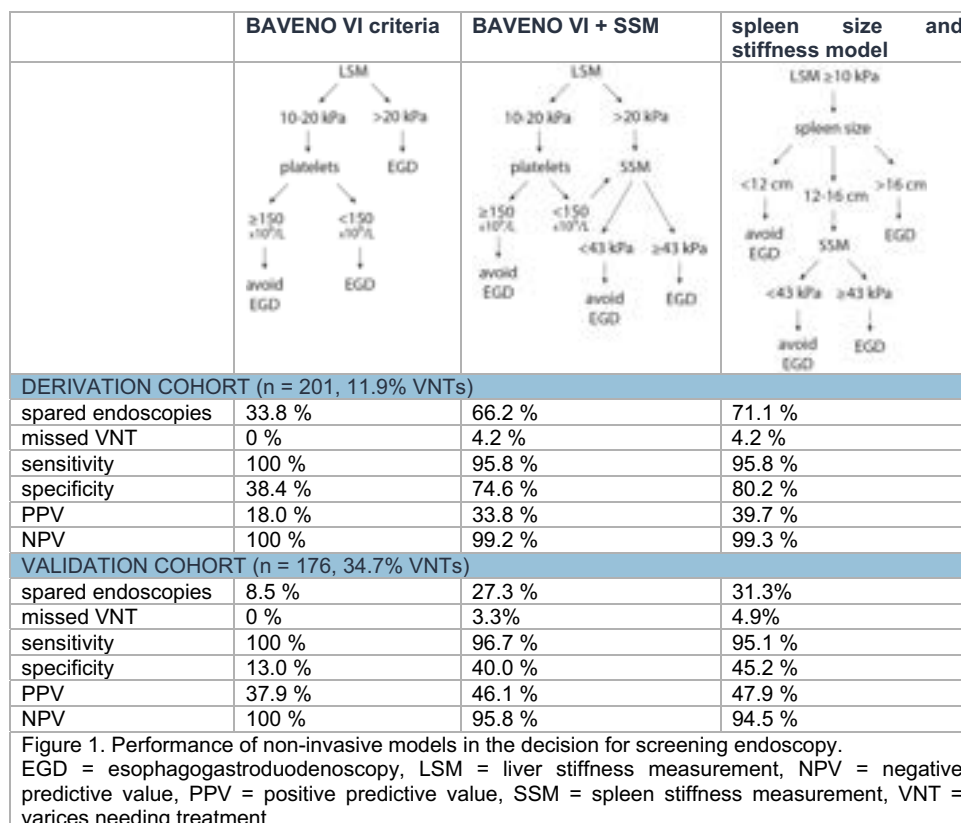 BAVENO VI criteria BAVENO VI + SSM spleen size and
stiffness model
LSM
10-20 kPa >20 kPa
platelets EGD
≥150 x10⁹/L <150 x10⁹/L
avoid EGD EGD
LSM
10-20 kPa >20 kPa
platelets SSM
≥150 x10⁹/L <150 x10⁹/L
<43 kPa ≥43 kPa
avoid EGD avoid EGD EGD
LSM ≥10 kPa
spleen size
<12 cm 12-16 cm >16 cm
avoid EGD SSM EGD
<43 kPa ≥43 kPa
avoid EGD EGD
DERIVATION COHORT (n = 201, 11.9% VNTs)
spared endoscopies 33.8 % 66.2 % 71.1 %
missed VNT 0 % 4.2 % 4.2 %
sensitivity 100 % 95.8 % 95.8 %
specificity 38.4 % 74.6 % 80.2 %
PPV 18.0 % 33.8 % 39.7 %
NPV 100 % 99.2 % 99.3 %
VALIDATION COHORT (n = 176, 34.7% VNTs)
spared endoscopies 8.5 % 27.3 % 31.3%
missed VNT 0 % 3.3% 4.9%
sensitivity 100 % 96.7 % 95.1 %
specificity 13.0 % 40.0 % 45.2 %
PPV 37.9 % 46.1 % 47.9 %
NPV 100 % 95.8 % 94.5 %
Figure 1. Performance of non-invasive models in the decision for screening endoscopy.
EGD = esophagogastroduodenoscopy, LSM = liver stiffness measurement, NPV = negative
predictive value, PPV = positive predictive value, SSM = spleen stiffness measurement, VNT =
varices needing treatment